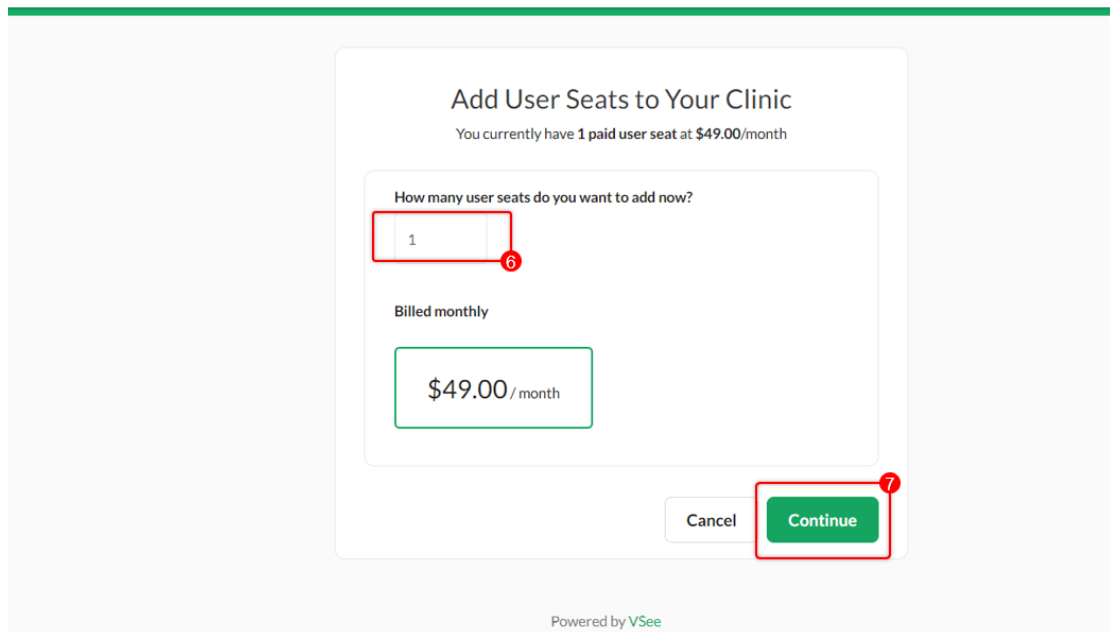 Add User Seats to Your Clinic
You currently have 1 paid user seat at $49.00/month
How many user seats do you want to add now?
1
6
Billed monthly
$49.00 / month
7
Cancel
Continue
Powered by VSee